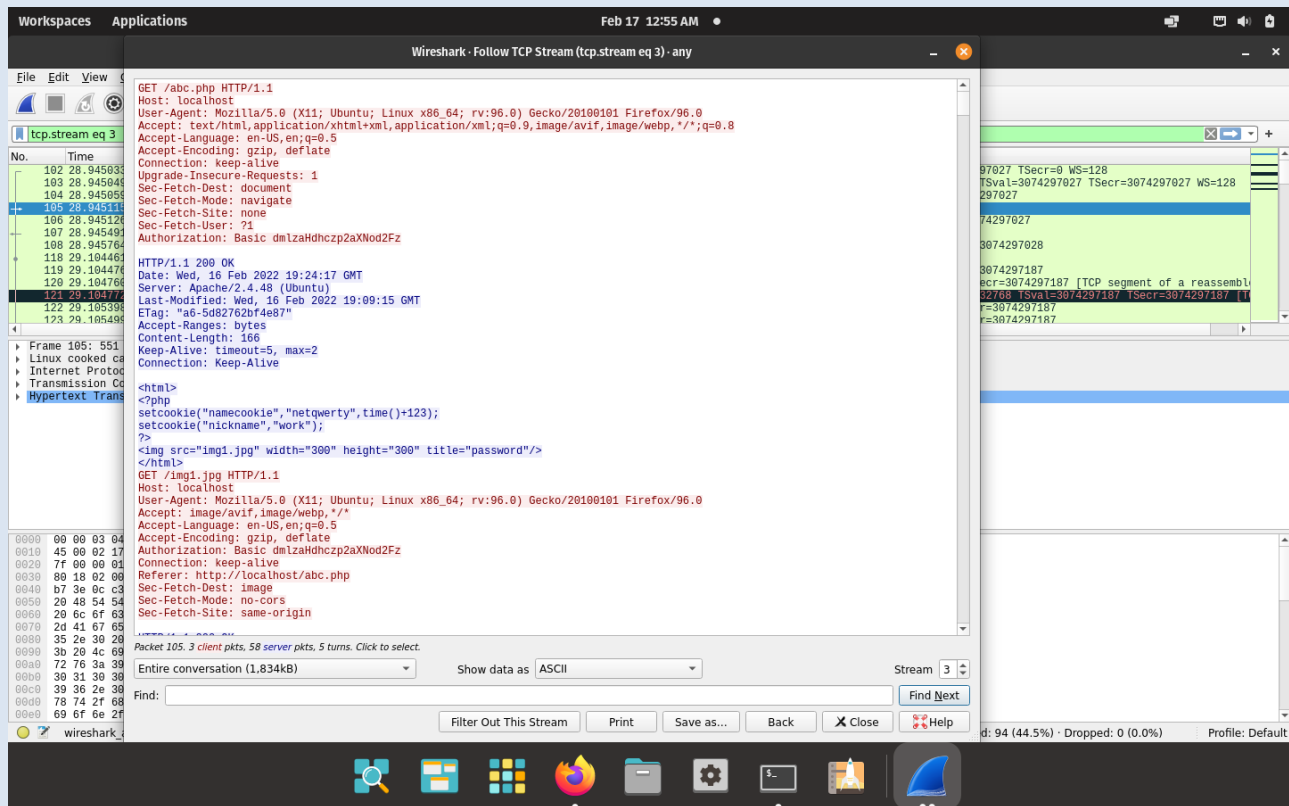 Workspaces Applications Feb 17 12:55 AM
Wireshark · Follow TCP Stream (tcp.stream eq 3) · any
File Edit View
tcp.stream eq 3
No. Time
102 28.945033
103 28.945049
104 28.945059
105 28.945115
106 28.945126
107 28.945491
108 28.945764
118 29.104461
119 29.104476
120 29.104760
121 29.104772
122 29.105398
123 29.105499
Frame 105: 551
Linux cooked ca
Internet Protoc
Transmission Co
Hypertext Trans
0000 00 00 03 04
0010 45 00 02 17
0020 7f 00 00 01
0030 80 18 02 00
0040 b7 3e 0c c3
0050 20 48 54 54
0060 20 6c 6f 63
0070 2d 41 67 65
0080 35 2e 30 20
0090 3b 20 4c 69
00a0 72 76 3a 39
00b0 30 31 30 30
00c0 39 36 2e 30
00d0 78 74 2f 68
00e0 69 6f 6e 2f
GET /abc.php HTTP/1.1
Host: localhost
User-Agent: Mozilla/5.0 (X11; Ubuntu; Linux x86_64; rv:96.0) Gecko/20100101 Firefox/96.0
Accept: text/html,application/xhtml+xml,application/xml;q=0.9,image/avif,image/webp,*/*;q=0.8
Accept-Language: en-US,en;q=0.5
Accept-Encoding: gzip, deflate
Connection: keep-alive
Upgrade-Insecure-Requests: 1
Sec-Fetch-Dest: document
Sec-Fetch-Mode: navigate
Sec-Fetch-Site: none
Sec-Fetch-User: ?1
Authorization: Basic dmlzaHdhczp2aXNod2Fz
HTTP/1.1 200 OK
Date: Wed, 16 Feb 2022 19:24:17 GMT
Server: Apache/2.4.48 (Ubuntu)
Last-Modified: Wed, 16 Feb 2022 19:09:15 GMT
ETag: "a6-5d82762bf4e87"
Accept-Ranges: bytes
Content-Length: 166
Keep-Alive: timeout=5, max=2
Connection: Keep-Alive
<html>
<?php
setcookie("namecookie","netqwerty",time()+123);
setcookie("nickname","work");
?>
<img src="img1.jpg" width="300" height="300" title="password"/>
</html>
GET /img1.jpg HTTP/1.1
Host: localhost
User-Agent: Mozilla/5.0 (X11; Ubuntu; Linux x86_64; rv:96.0) Gecko/20100101 Firefox/96.0
Accept: image/avif,image/webp,*/*
Accept-Language: en-US,en;q=0.5
Accept-Encoding: gzip, deflate
Authorization: Basic dmlzaHdhczp2aXNod2Fz
Connection: keep-alive
Referer: http://localhost/abc.php
Sec-Fetch-Dest: image
Sec-Fetch-Mode: no-cors
Sec-Fetch-Site: same-origin
Packet 105. 3 client pkts, 58 server pkts, 5 turns. Click to select.
Entire conversation (1,834kB) Show data as ASCII Stream 3
Find: Find Next
Filter Out This Stream Print Save as... Back Close Help
97027 TSecr=0 WS=128
TSval=3074297027 TSecr=3074297027 WS=128
297027
74297027
3074297028
3074297187
ecr=3074297187 [TCP segment of a reassemble
32768 TSval=3074297187 TSecr=3074297187
r=3074297187
r=3074297187
d: 94 (44.5%) · Dropped: 0 (0.0%) Profile: Default